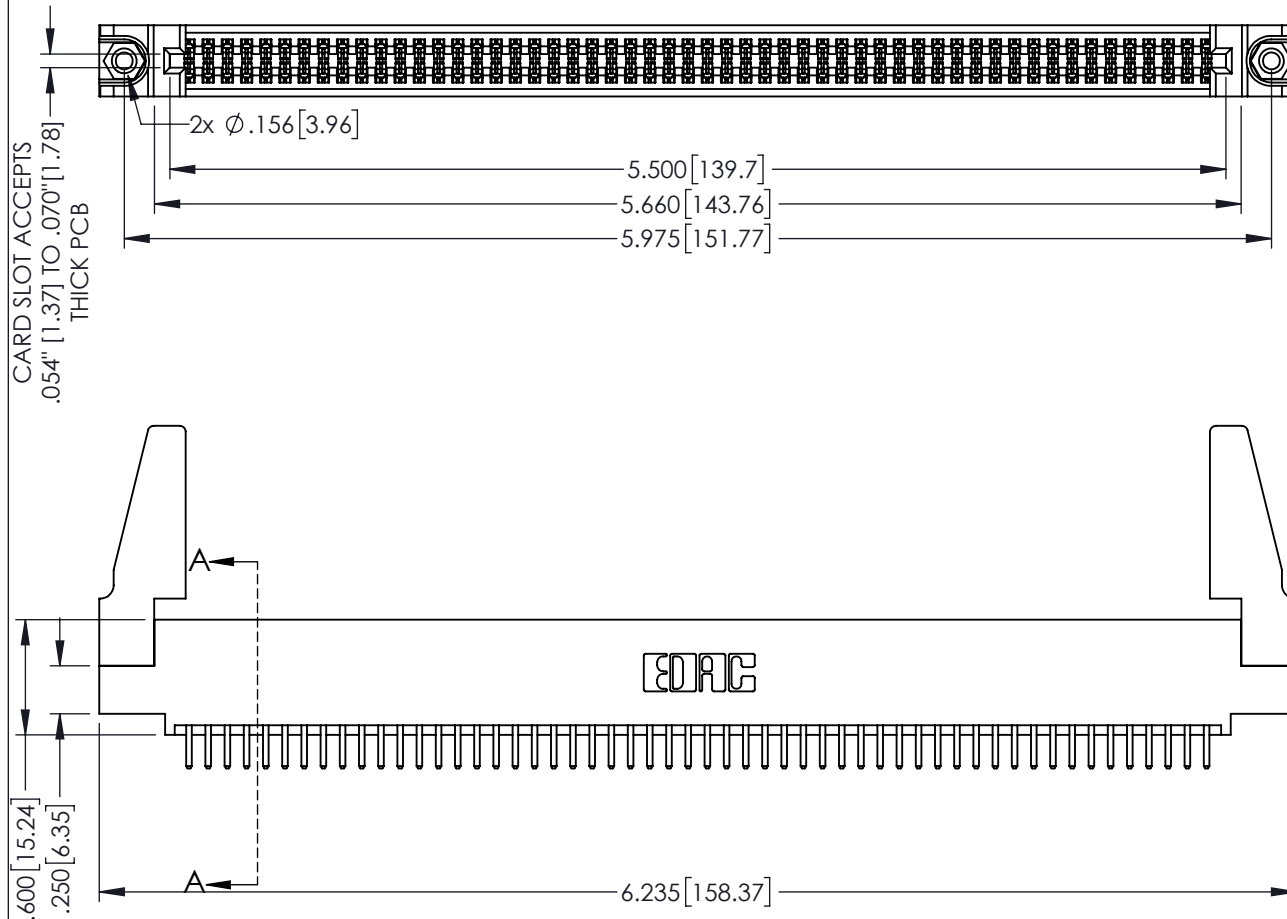 2x Ø.156[3.96]
5.500[139.7]
5.660[143.76]
5.975[151.77]
CARD SLOT ACCEPTS
.054" [1.37] TO .070"[1.78]
THICK PCB
A
EDAC
.600[15.24]
.250[6.35]
A
6.235[158.37]